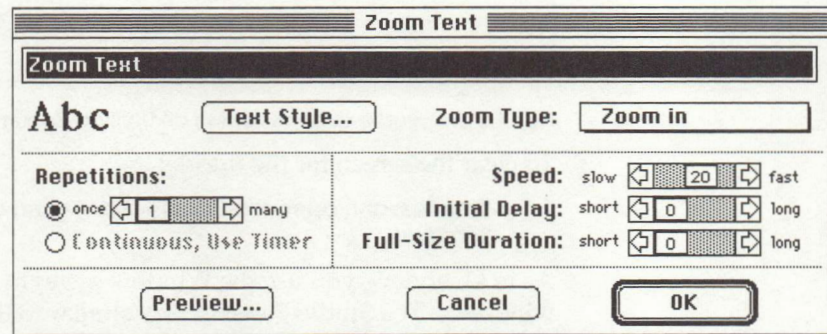 Zoom Text
Zoom Text
Abc Text Style... Zoom Type: Zoom in
Repetitions:
once 1 many
Continuous, Use Timer
Speed: slow 20 fast
Initial Delay: short 0 long
Full-Size Duration: short 0 long
Preview... Cancel OK